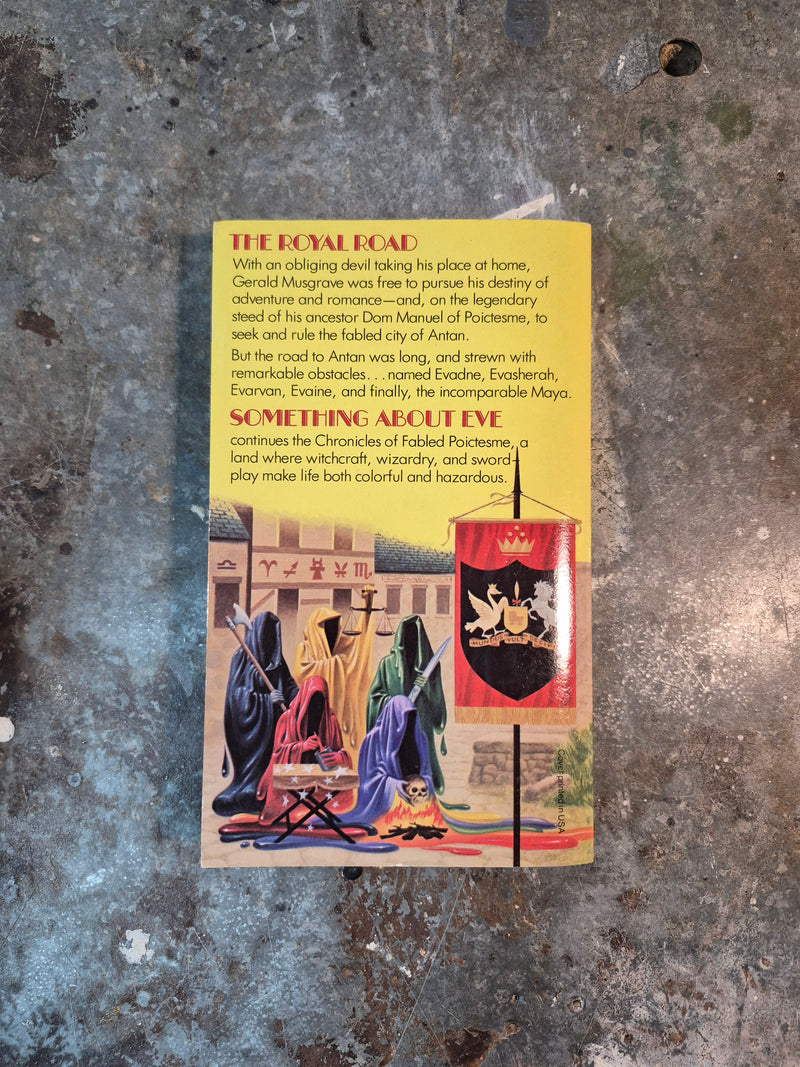 THE ROYAL ROAD
With an obliging devil taking his place at home,
Gerald Musgrave was free to pursue his destiny of
adventure and romance—and, on the legendary
steed of his ancestor Dom Manuel of Poictesme, to
seek and rule the fabled city of Antan.
But the road to Antan was long, and strewn with
remarkable obstacles...named Evadne, Evasherah,
Evarvan, Evaine, and finally, the incomparable Maya.
SOMETHING ABOUT EVE
continues the Chronicles of Fabled Poictesme, a
land where witchcraft, wizardry, and sword-
play make life both colorful and hazardous.
♎ ♈ ♐ ♓ ♏
VULT
Cover printed in USA